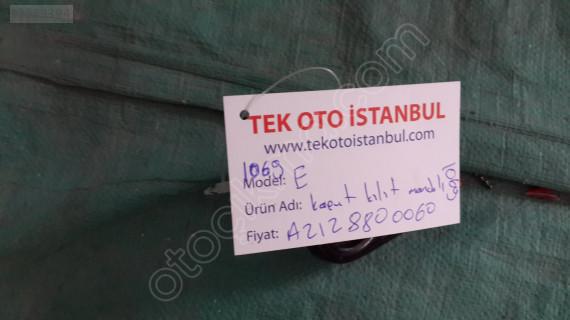 TEK OTO İSTANBUL
www.tekotoistanbul.com
1069
Model: E
Ürün Adı: kaput kilit mandalı
Fiyat: A2128800060